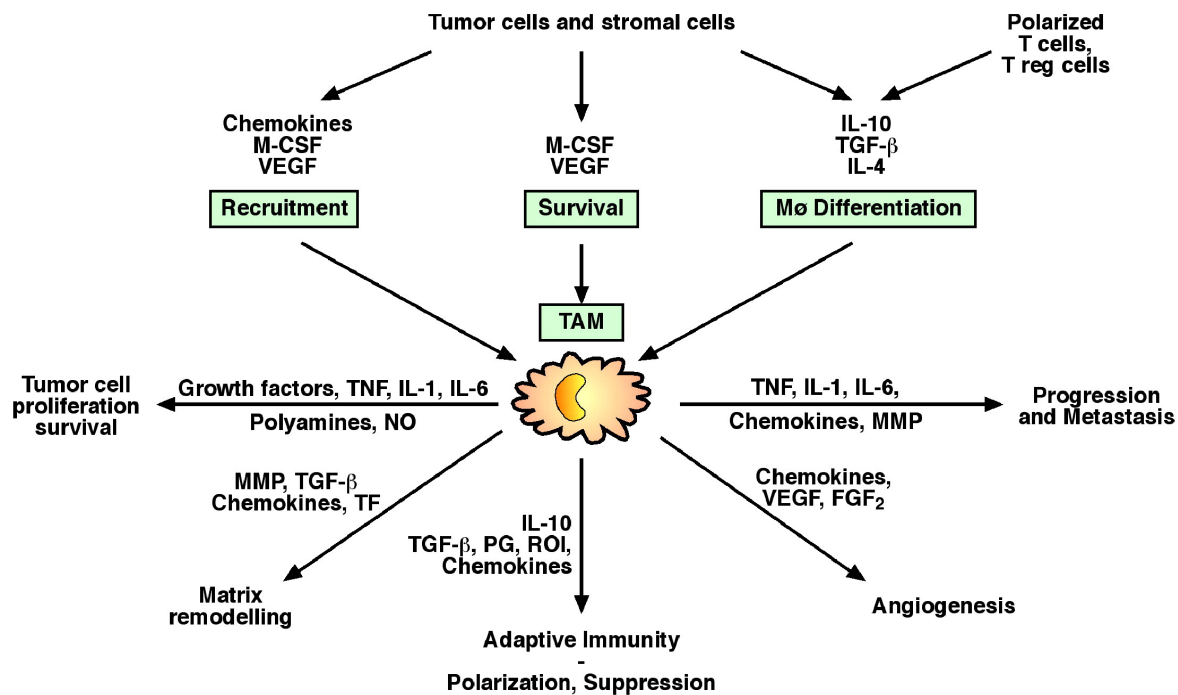 Tumor cells and stromal cells
Polarized
T cells,
T reg cells
Chemokines
M-CSF
VEGF
Recruitment
M-CSF
VEGF
Survival
IL-10
TGF-β
IL-4
Mø Differentiation
TAM
Tumor cell
proliferation
survival
Growth factors, TNF, IL-1, IL-6
Polyamines, NO
TNF, IL-1, IL-6,
Chemokines, MMP
Progression
and Metastasis
MMP, TGF-β
Chemokines, TF
Matrix
remodelling
IL-10
TGF-β, PG, ROI,
Chemokines
Adaptive Immunity
-
Polarization, Suppression
Chemokines,
VEGF, FGF₂
Angiogenesis